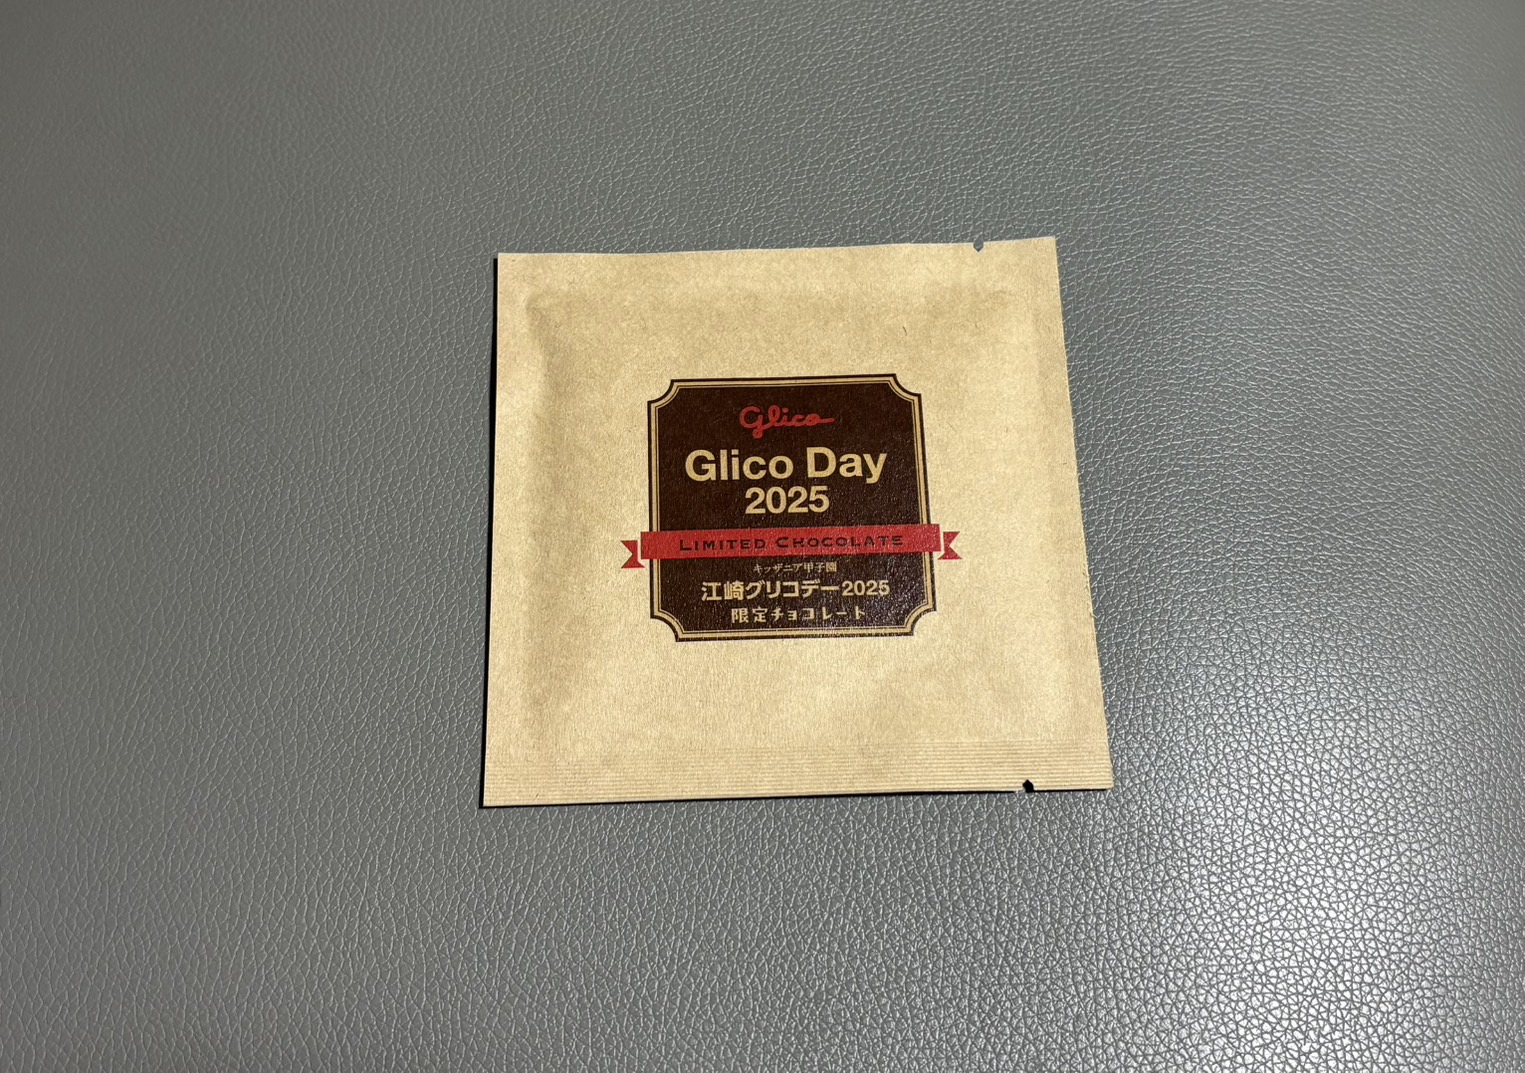 Glico
Glico Day
2025
LIMITED CHOCOLATE
キッザニア甲子園
江崎グリコデー2025
限定チョコレート